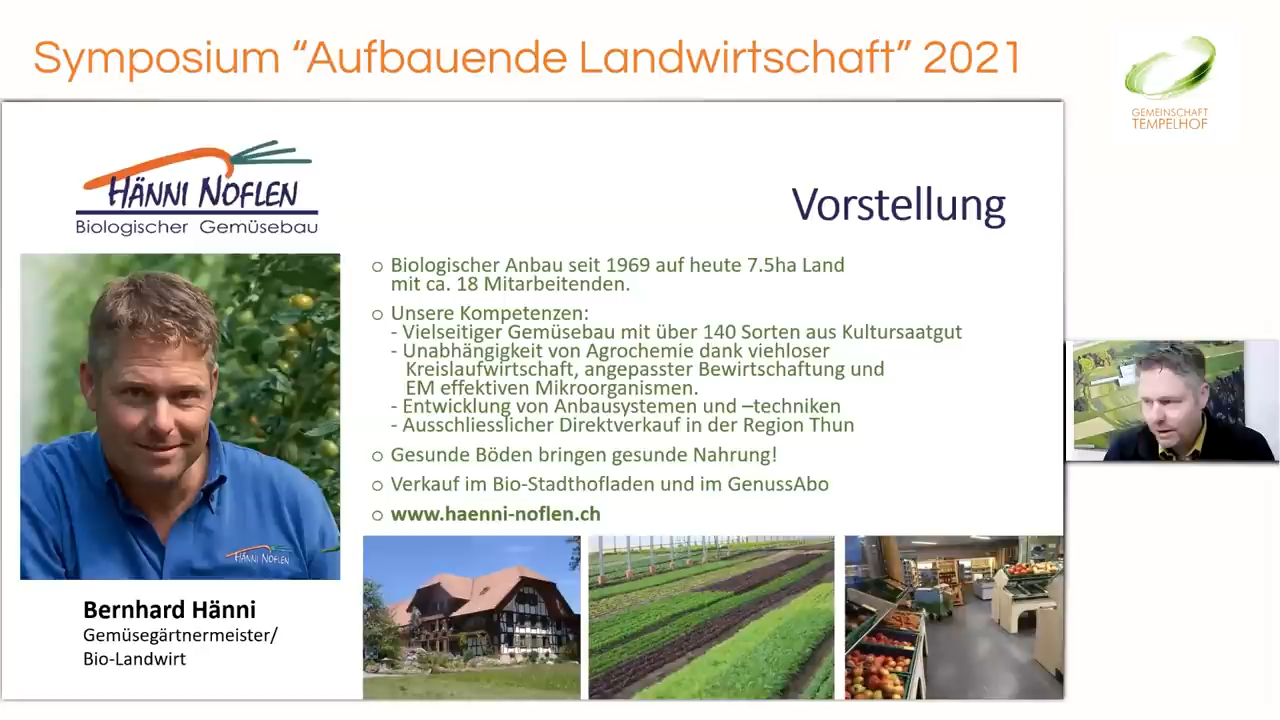 Symposium “Aufbauende Landwirtschaft” 2021
GEMEINSCHAFT
TEMPELHOF
HÄNNI NOFLEN
Biologischer Gemüsebau
Vorstellung
o Biologischer Anbau seit 1969 auf heute 7.5ha Land
mit ca. 18 Mitarbeitenden.
o Unsere Kompetenzen:
- Vielseitiger Gemüsebau mit über 140 Sorten aus Kultursaatgut
- Unabhängigkeit von Agrochemie dank viehloser
Kreislaufwirtschaft, angepasster Bewirtschaftung und
EM effektiven Mikroorganismen.
- Entwicklung von Anbausystemen und –techniken
- Ausschliesslicher Direktverkauf in der Region Thun
o Gesunde Böden bringen gesunde Nahrung!
o Verkauf im Bio-Stadthofladen und im GenussAbo
o www.haenni-noflen.ch
HÄNNI NOFLEN
Bernhard Hänni
Gemüsegärtnermeister/
Bio-Landwirt